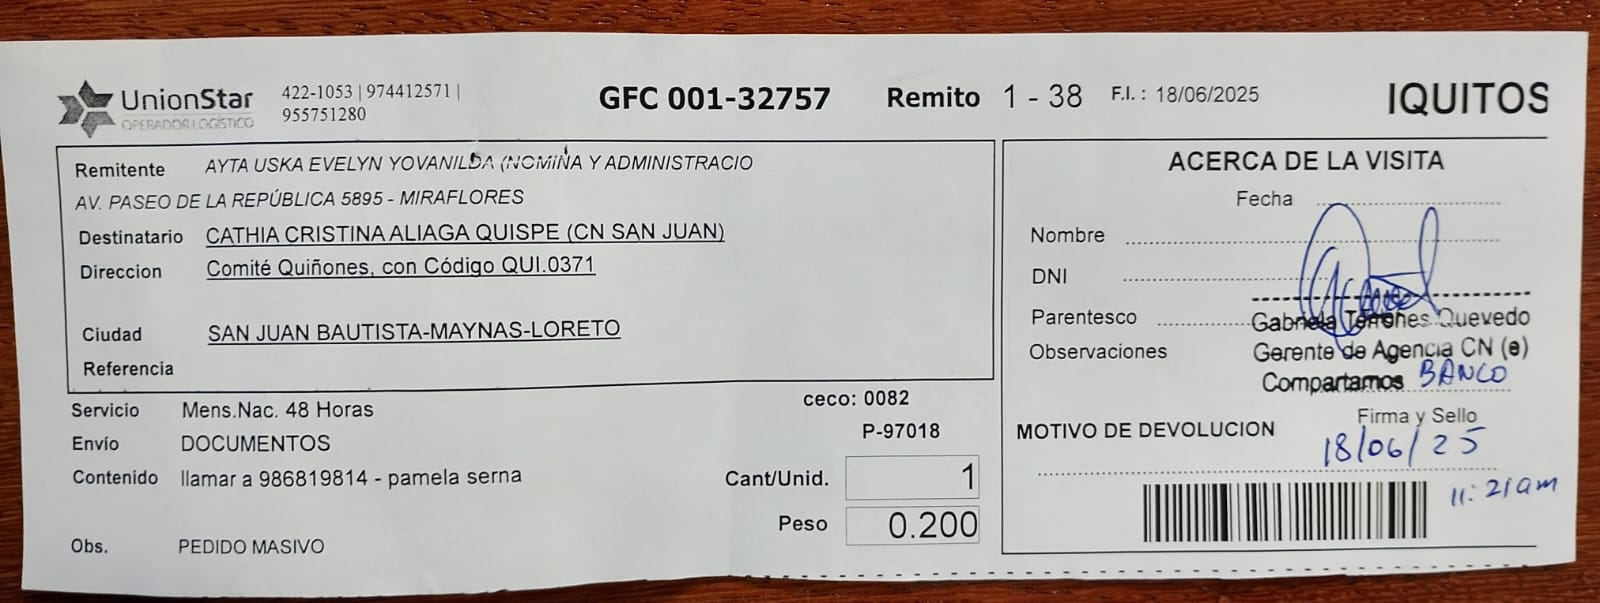 UnionStar
OPERADOR LOGÍSTICO
422-1053 | 974412571 |
955751280
GFC 001-32757
Remito 1 - 38
F.I. : 18/06/2025
IQUITOS
Remitente AYTA USKA EVELYN YOVANILDA (NOMINA Y ADMINISTRACIO
AV. PASEO DE LA REPÚBLICA 5895 - MIRAFLORES
Destinatario CATHIA CRISTINA ALIAGA QUISPE (CN SAN JUAN)
Direccion Comité Quiñones, con Código QUI.0371
Ciudad SAN JUAN BAUTISTA-MAYNAS-LORETO
Referencia
Servicio Mens.Nac. 48 Horas
Envío DOCUMENTOS
Contenido llamar a 986819814 - pamela serna
Obs. PEDIDO MASIVO
ceco: 0082
P-97018
Cant/Unid. 1
Peso 0.200
ACERCA DE LA VISITA
Fecha
Nombre
DNI
Parentesco
Gabriela Terrones Quevedo
Observaciones
Gerente de Agencia CN (e)
Compartamos BANCO
Firma y Sello
MOTIVO DE DEVOLUCION
18/06/25
11:21am